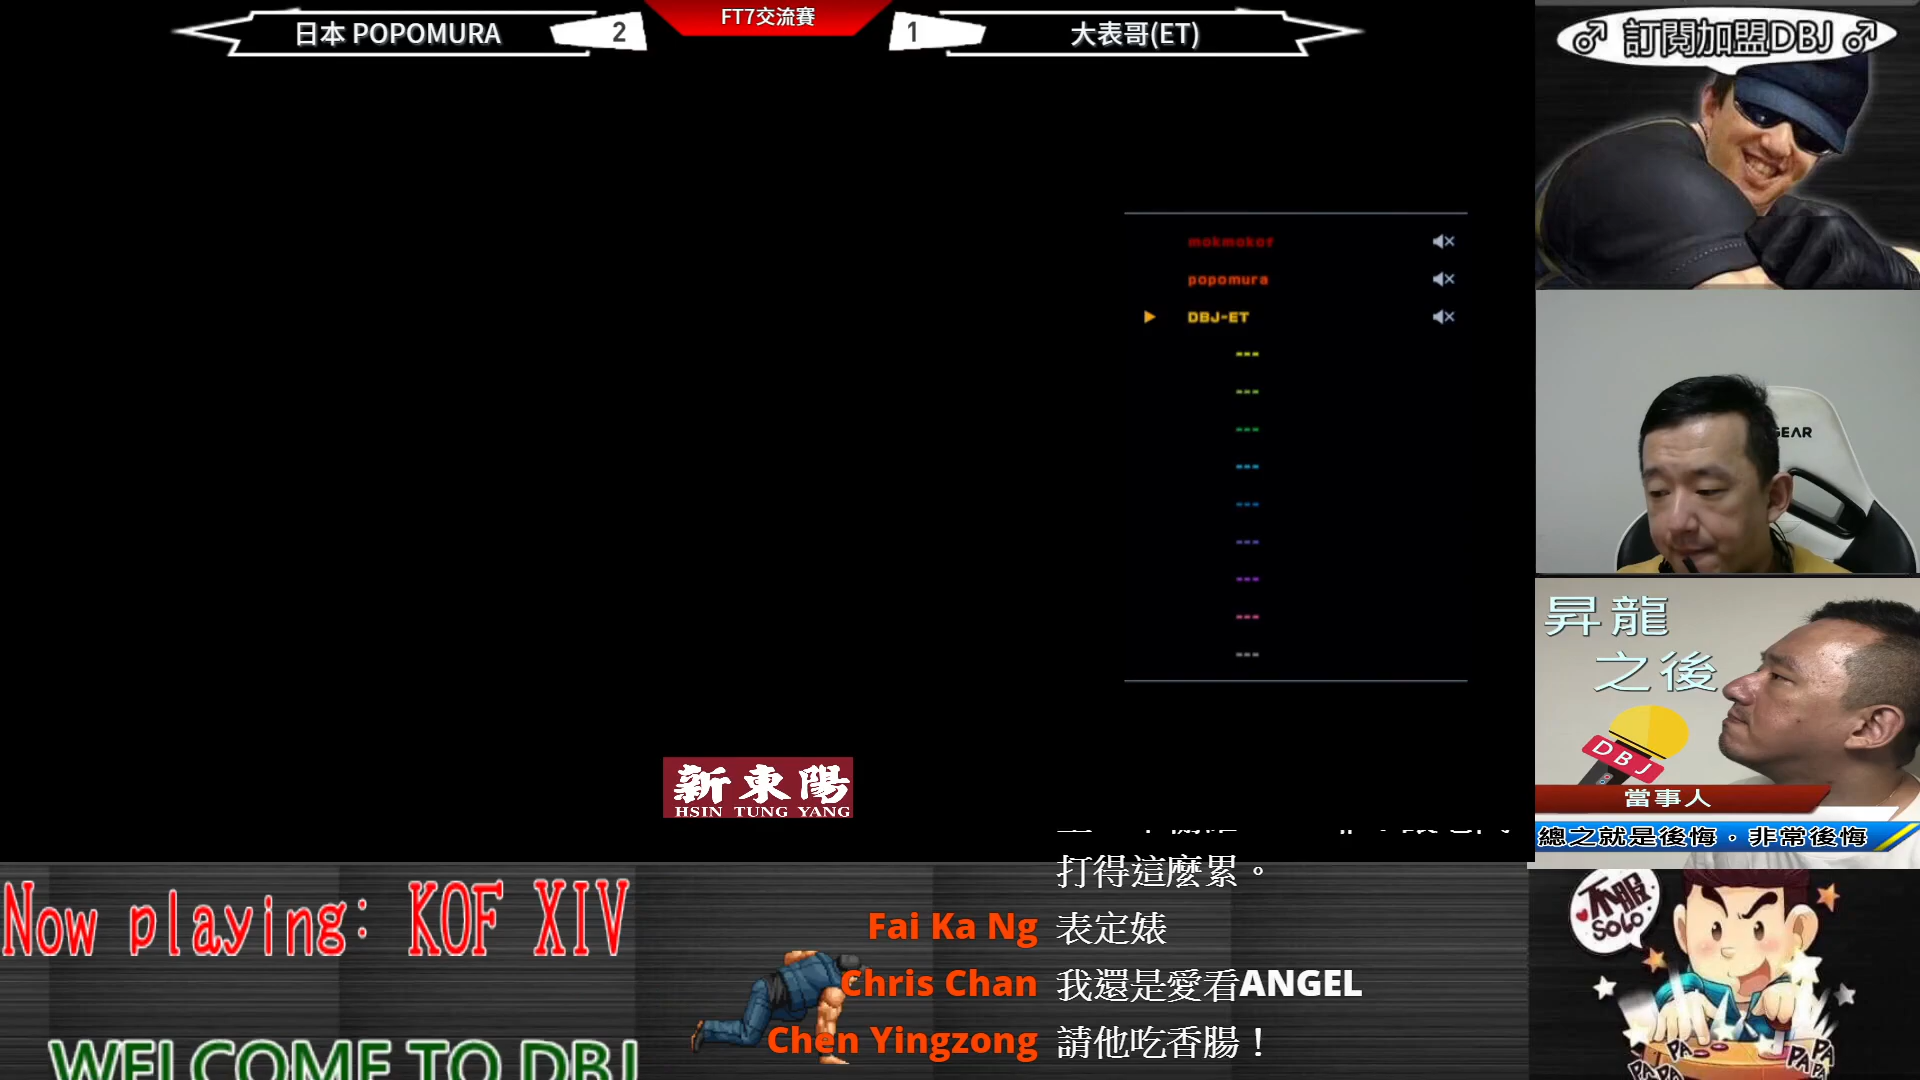 日本 POPOMURA
2
FT7交流賽
1
大表哥(ET)
♂ 訂閱加盟DBJ ♂
mokmokof
popomura
DBJ-ET
---
---
---
---
---
---
---
---
---
GEAR
昇龍
之後
DBJ
當事人
總之就是後悔，非常後悔
新東陽
HSIN TUNG YANG
打得這麼累。
Fai Ka Ng 表定婊
Chris Chan 我還是愛看ANGEL
Chen Yingzong 請他吃香腸！
Now playing: KOF XIV
WELCOME TO DBJ
不服
SOLO
PA
PA
PA
PAPA